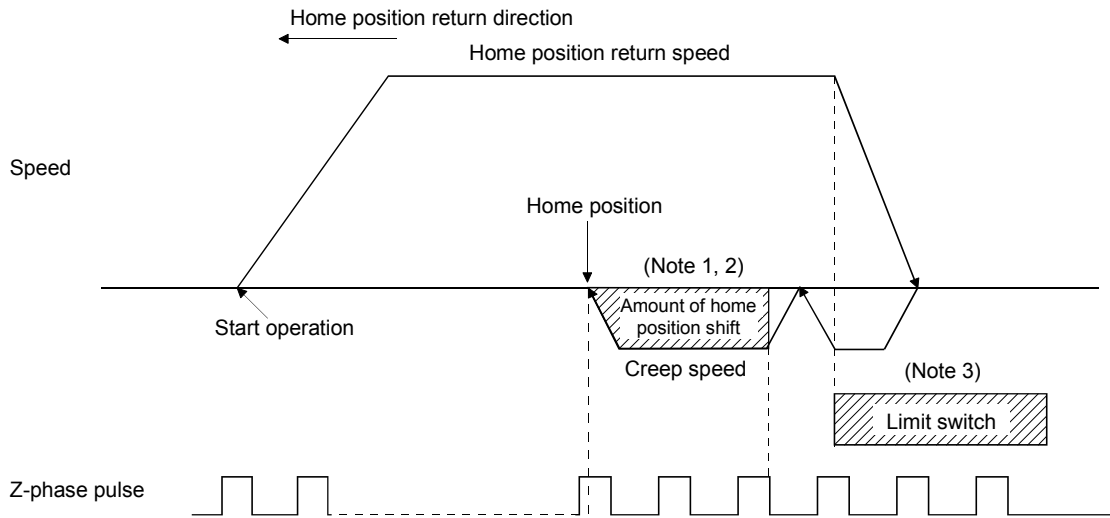 Home position return direction
Home position return speed
Speed
Home position
(Note 1, 2)
Amount of home
position shift
Start operation
Creep speed
(Note 3)
Limit switch
Z-phase pulse